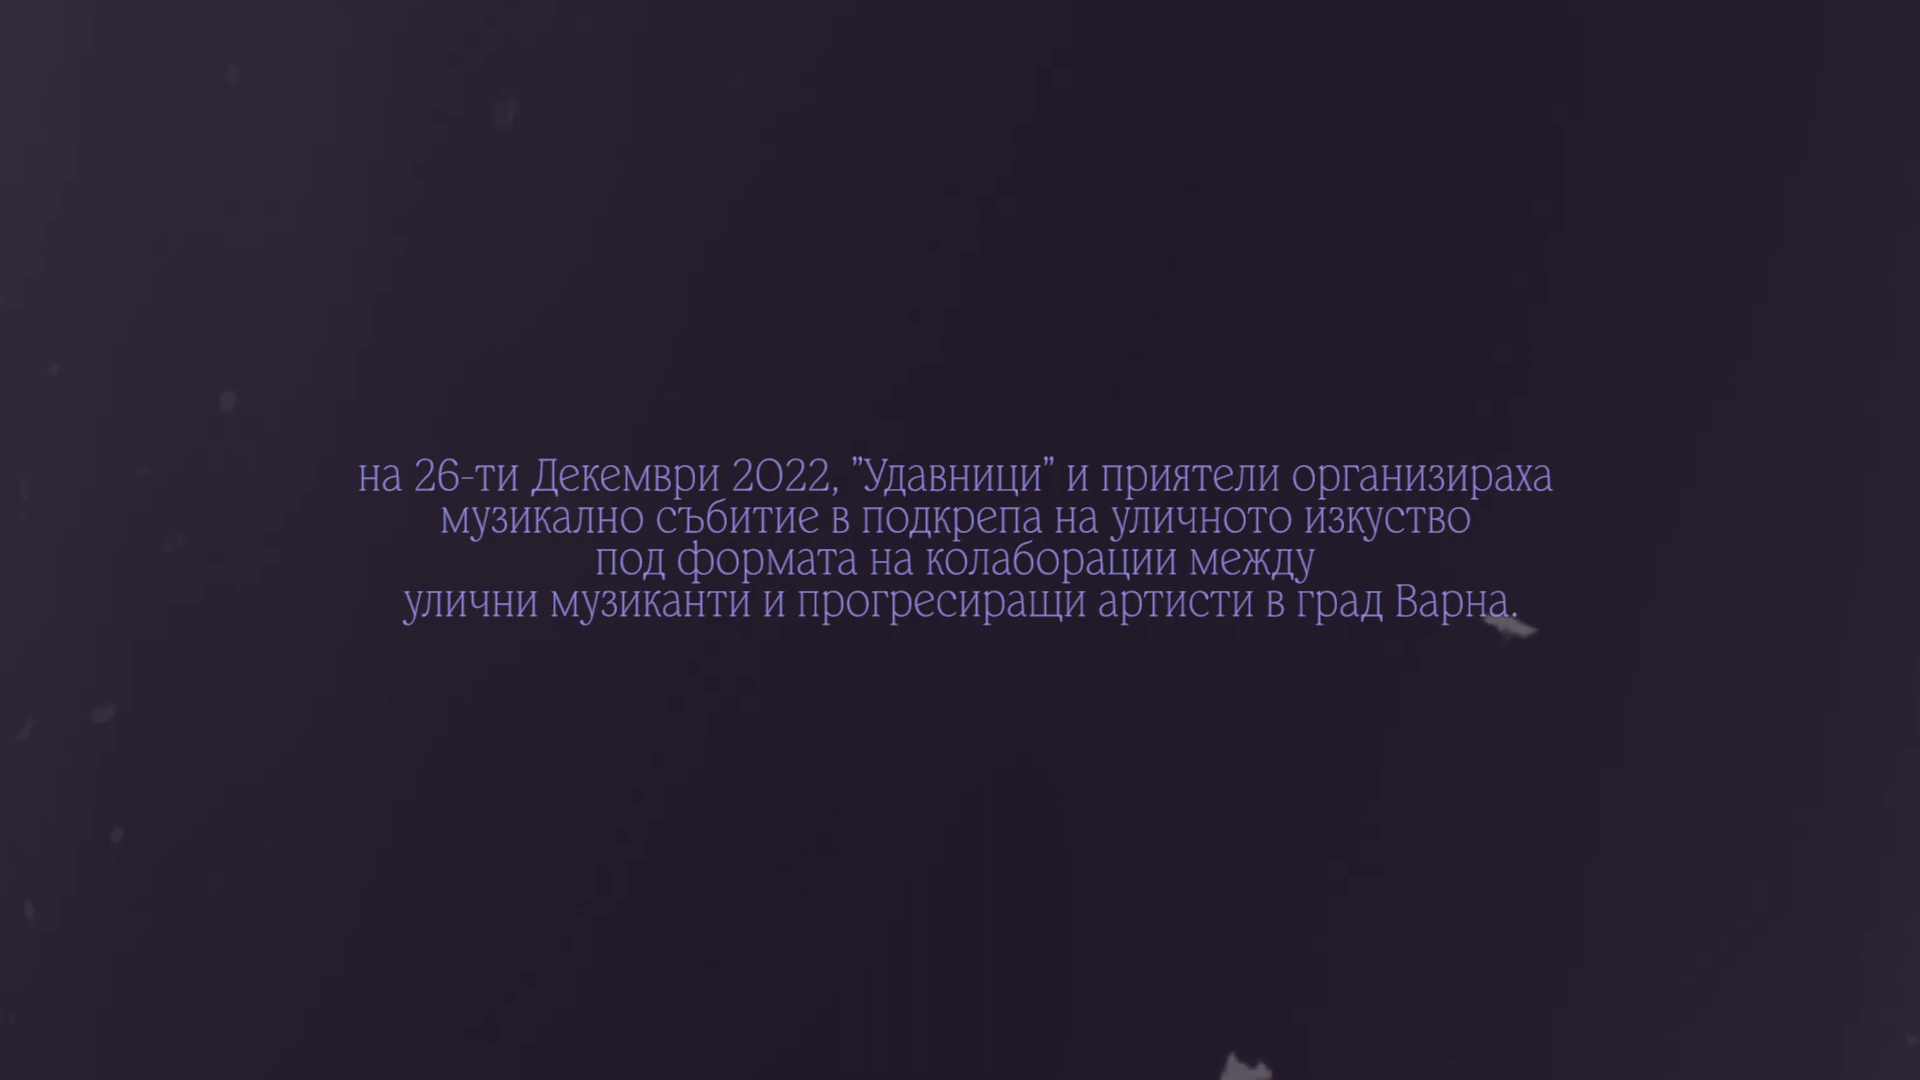 на 26-ти Декември 2022, "Удавници" и приятели организираха
музикално събитие в подкрепа на уличното изкуство
под формата на колаборации между
улични музиканти и прогресиращи артисти в град Варна.